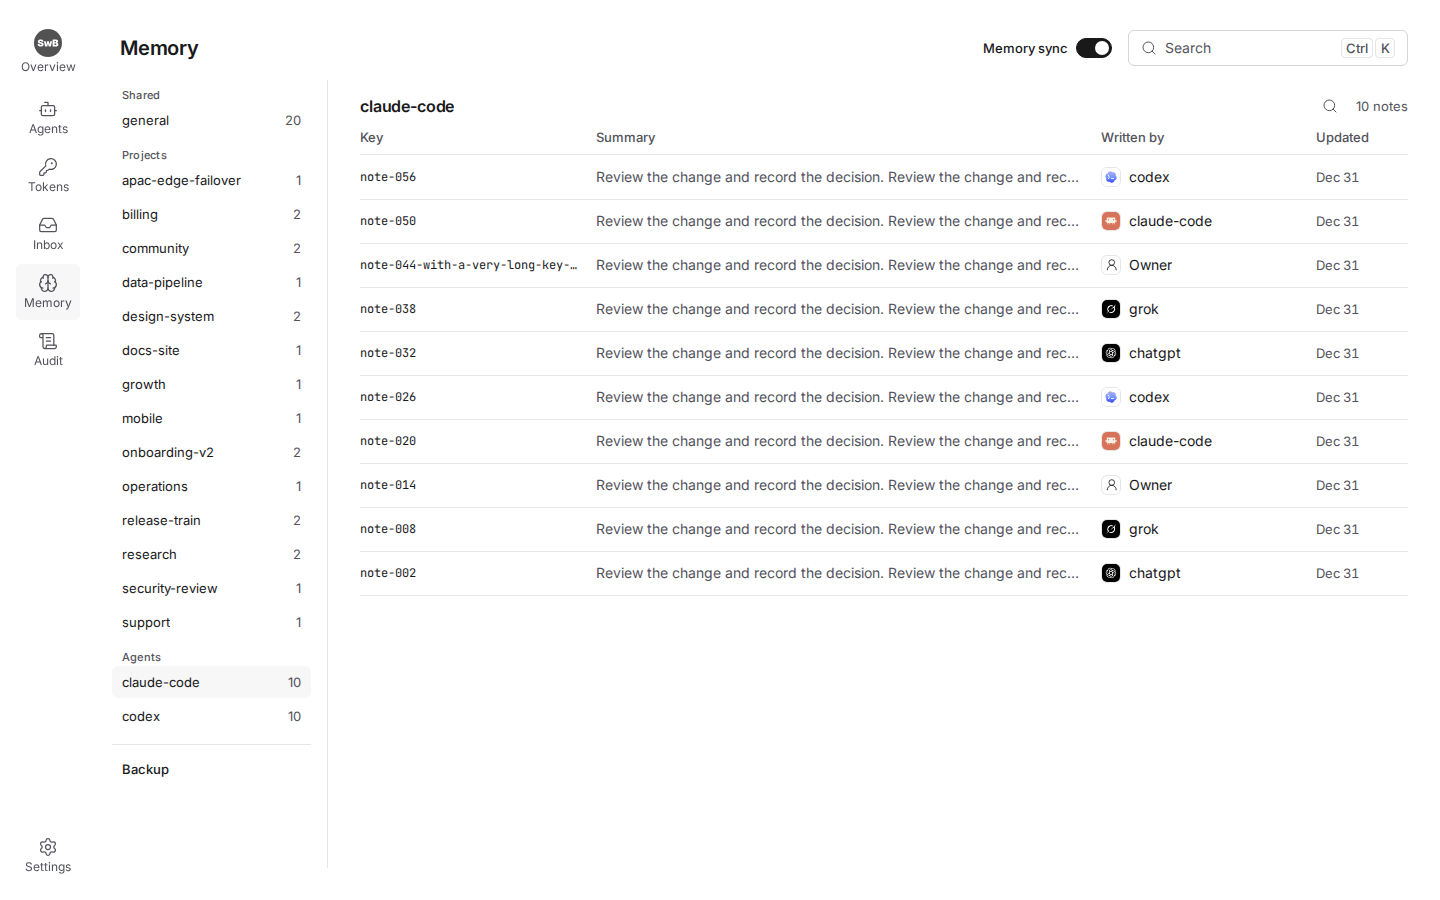 SwB
Overview
Agents
Tokens
Inbox
Memory
Audit
Settings
Memory
Memory sync
Search
Ctrl K
Shared
general 20
Projects
apac-edge-failover 1
billing 2
community 2
data-pipeline 1
design-system 2
docs-site 1
growth 1
mobile 1
onboarding-v2 2
operations 1
release-train 2
research 2
security-review 1
support 1
Agents
claude-code 10
codex 10
Backup
claude-code
10 notes
Key Summary Written by Updated
note-056 Review the change and record the decision. Review the change and rec... codex Dec 31
note-050 Review the change and record the decision. Review the change and rec... claude-code Dec 31
note-044-with-a-very-long-key-... Review the change and record the decision. Review the change and rec... Owner Dec 31
note-038 Review the change and record the decision. Review the change and rec... grok Dec 31
note-032 Review the change and record the decision. Review the change and rec... chatgpt Dec 31
note-026 Review the change and record the decision. Review the change and rec... codex Dec 31
note-020 Review the change and record the decision. Review the change and rec... claude-code Dec 31
note-014 Review the change and record the decision. Review the change and rec... Owner Dec 31
note-008 Review the change and record the decision. Review the change and rec... grok Dec 31
note-002 Review the change and record the decision. Review the change and rec... chatgpt Dec 31